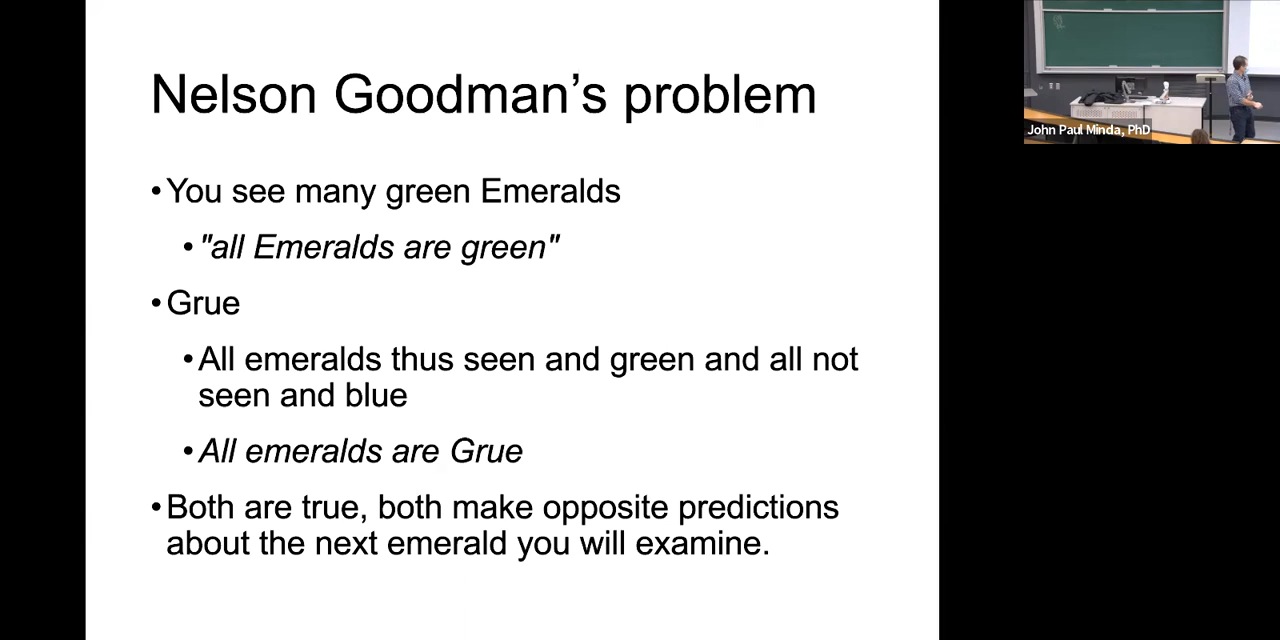 Nelson Goodman’s problem
•You see many green Emeralds
•"all Emeralds are green"
•Grue
•All emeralds thus seen and green and all not
seen and blue
•All emeralds are Grue
•Both are true, both make opposite predictions
about the next emerald you will examine.
John Paul Minda, PhD